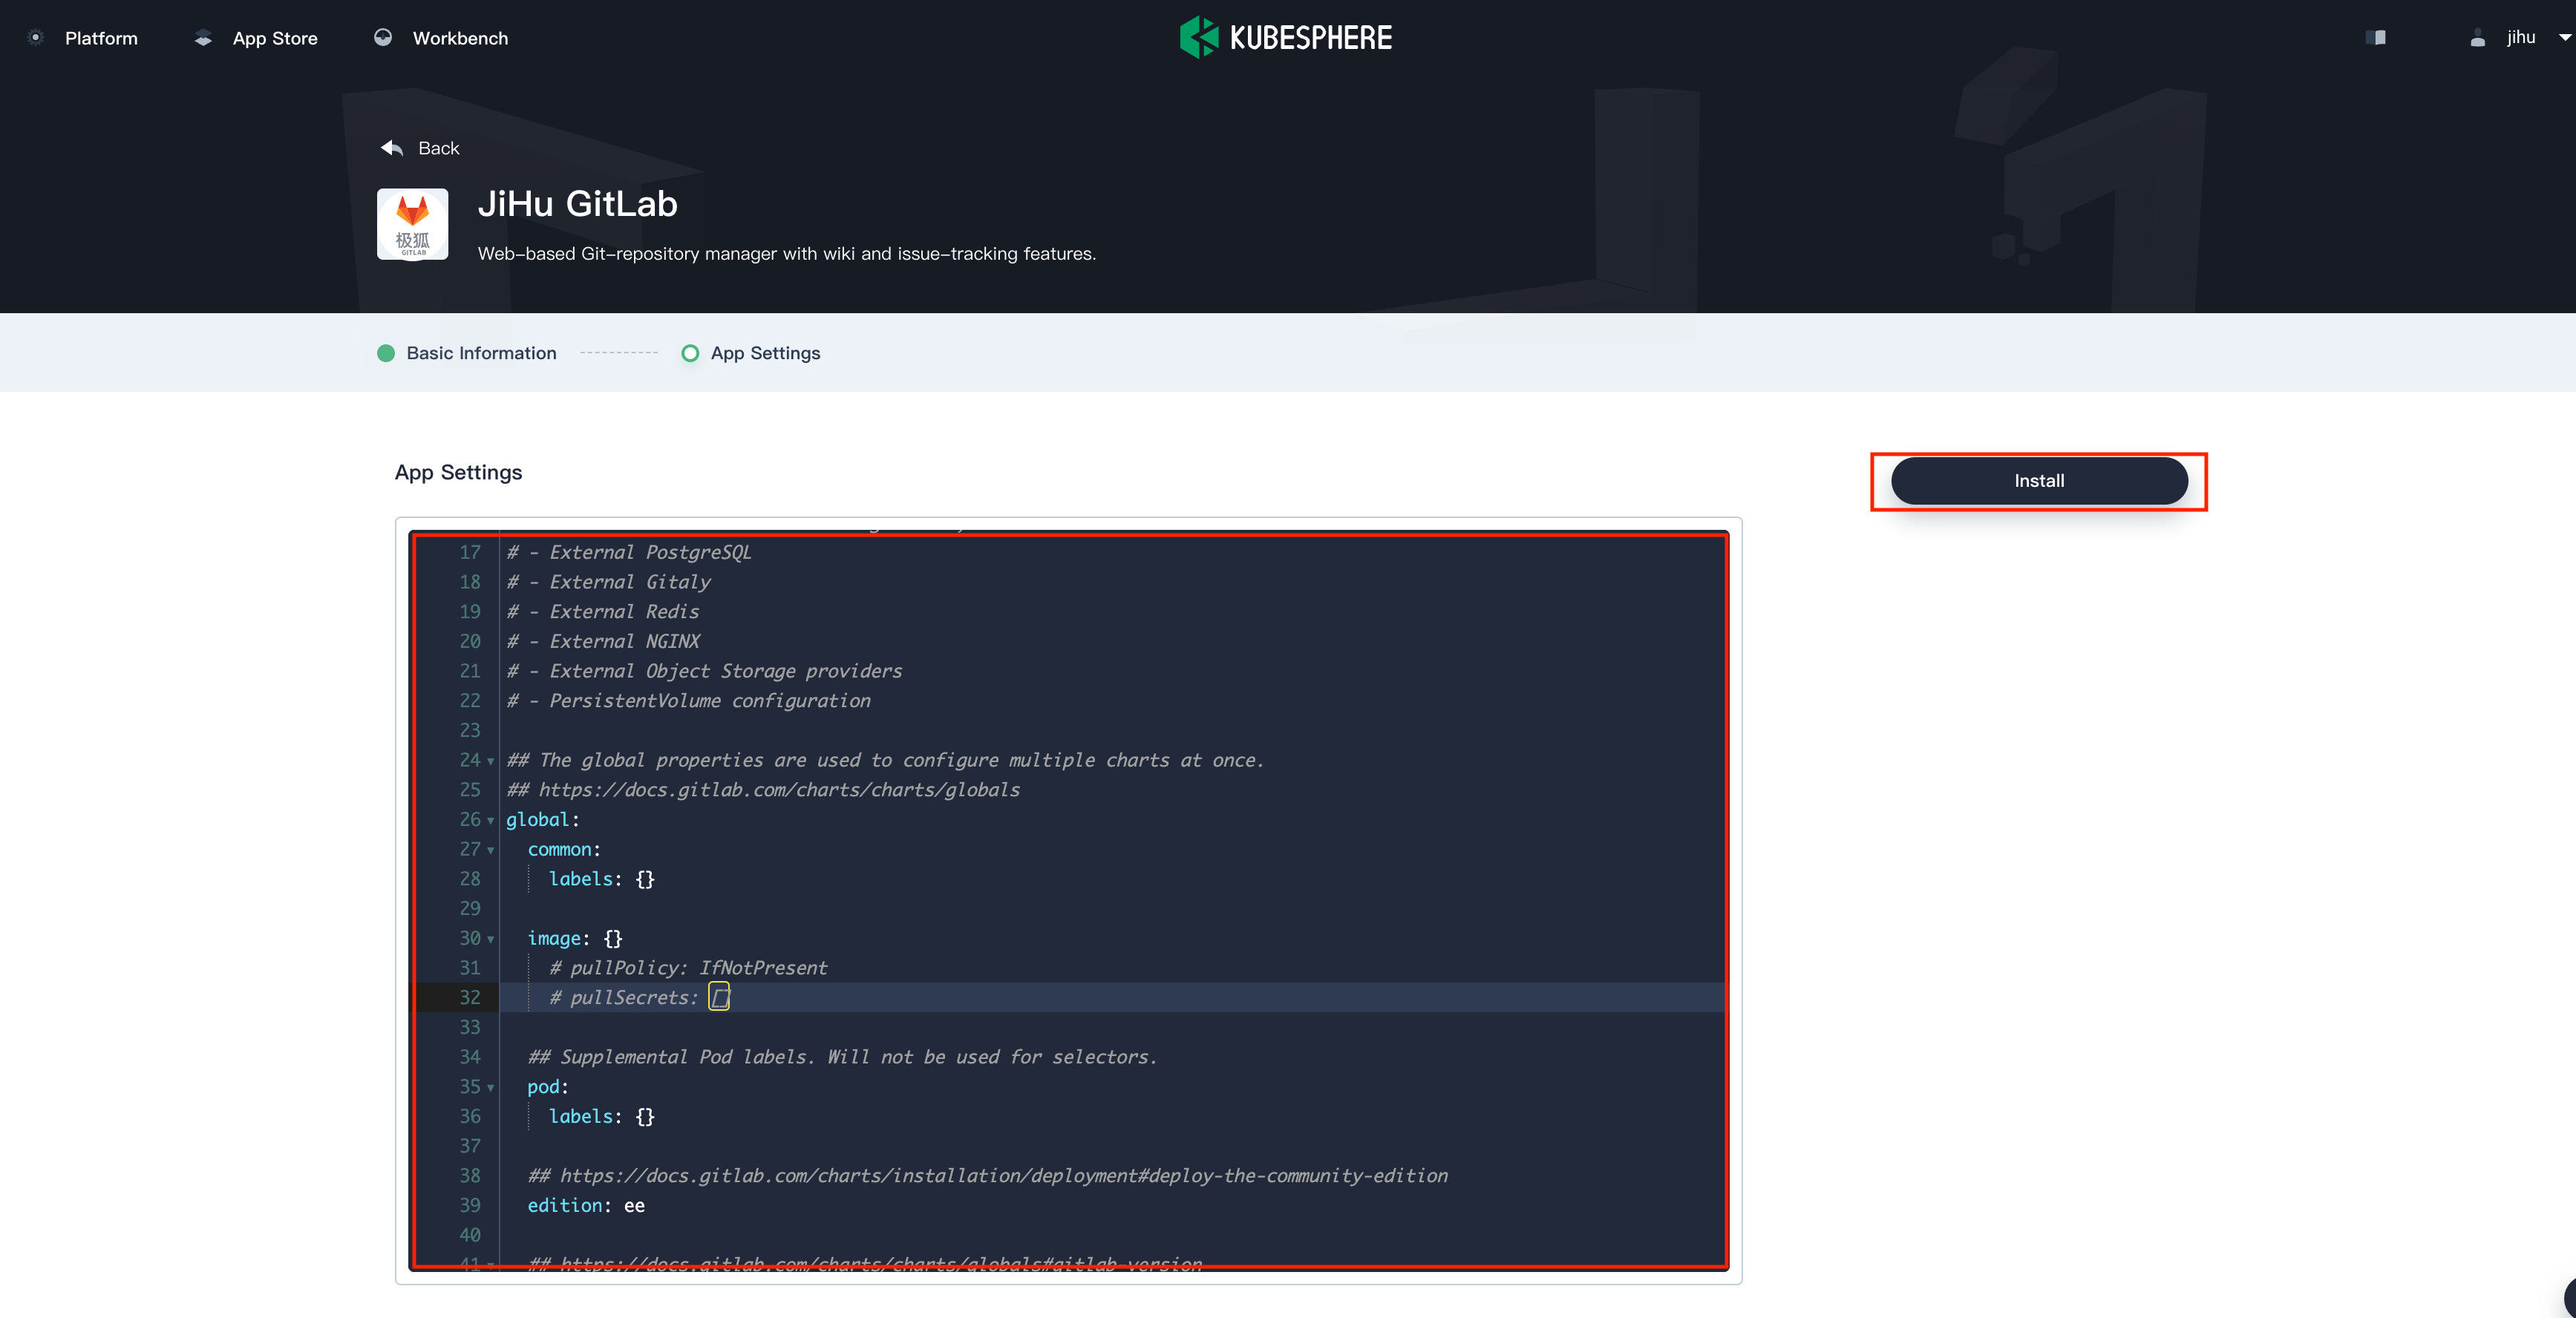 Platform
App Store
Workbench
KUBESPHERE
jihu
Back
极狐
GITLAB
JiHu GitLab
Web-based Git-repository manager with wiki and issue-tracking features.
Basic Information
App Settings
App Settings
Install
17 # - External PostgreSQL
18 # - External Gitaly
19 # - External Redis
20 # - External NGINX
21 # - External Object Storage providers
22 # - PersistentVolume configuration
23
24 ## The global properties are used to configure multiple charts at once.
25 ## https://docs.gitlab.com/charts/charts/globals
26 global:
27 common:
28 labels: {}
29
30 image: {}
31 # pullPolicy: IfNotPresent
32 # pullSecrets: []
33
34 ## Supplemental Pod labels. Will not be used for selectors.
35 pod:
36 labels: {}
37
38 ## https://docs.gitlab.com/charts/installation/deployment#deploy-the-community-edition
39 edition: ee
40
41 ## https://docs.gitlab.com/charts/charts/globals#gitlab-version